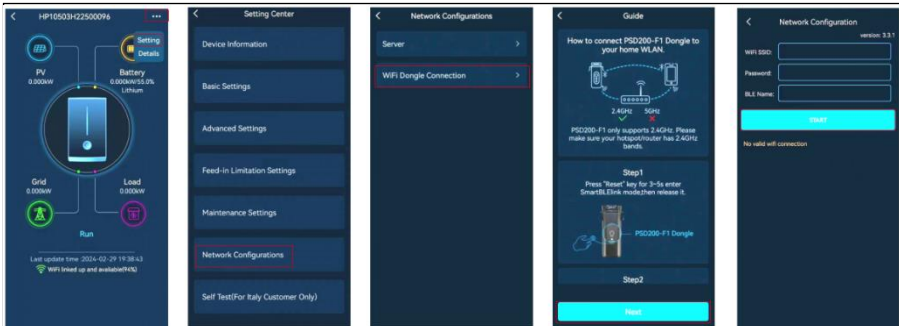 HP10503H22500096
Setting
Details
PV
0.000kW
Battery
0.000kW/55.0%
Lithium
Grid
0.000kW
Load
0.000kW
Run
Last update time :2024-02-29 19:38:43
WiFi linked up and available(94%)
Setting Center
Device Information
Basic Settings
Advanced Settings
Feed-in Limitation Settings
Maintenance Settings
Network Configurations
Self Test(For Italy Customer Only)
Network Configurations
Server
WiFi Dongle Connection
Guide
How to connect PSD200-F1 Dongle to
your home WLAN.
2.4GHz 5GHz
PSD200-F1 only supports 2.4GHz. Please
make sure your hotspot/router has 2.4GHz
bands.
Step1
Press "Reset" key for 3~5s enter
SmartBLElink mode,then release it.
PSD200-F1 Dongle
Step2
Next
Network Configuration
version: 3.3.1
WiFi SSID:
Password:
BLE Name:
START
No valid wifi connection